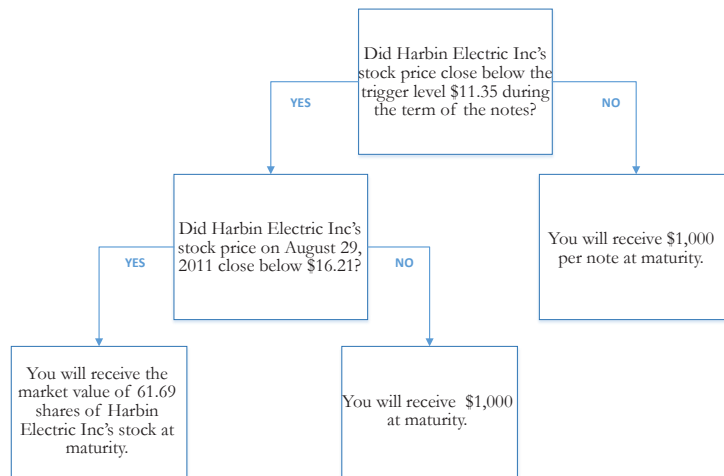 Did Harbin Electric Inc's
stock price close below the
trigger level $11.35 during
the term of the notes?
YES
NO
Did Harbin Electric Inc's
stock price on August 29,
2011 close below $16.21?
You will receive $1,000
per note at maturity.
YES
NO
You will receive the
market value of 61.69
shares of Harbin
Electric Inc's stock at
maturity.
You will receive $1,000
at maturity.